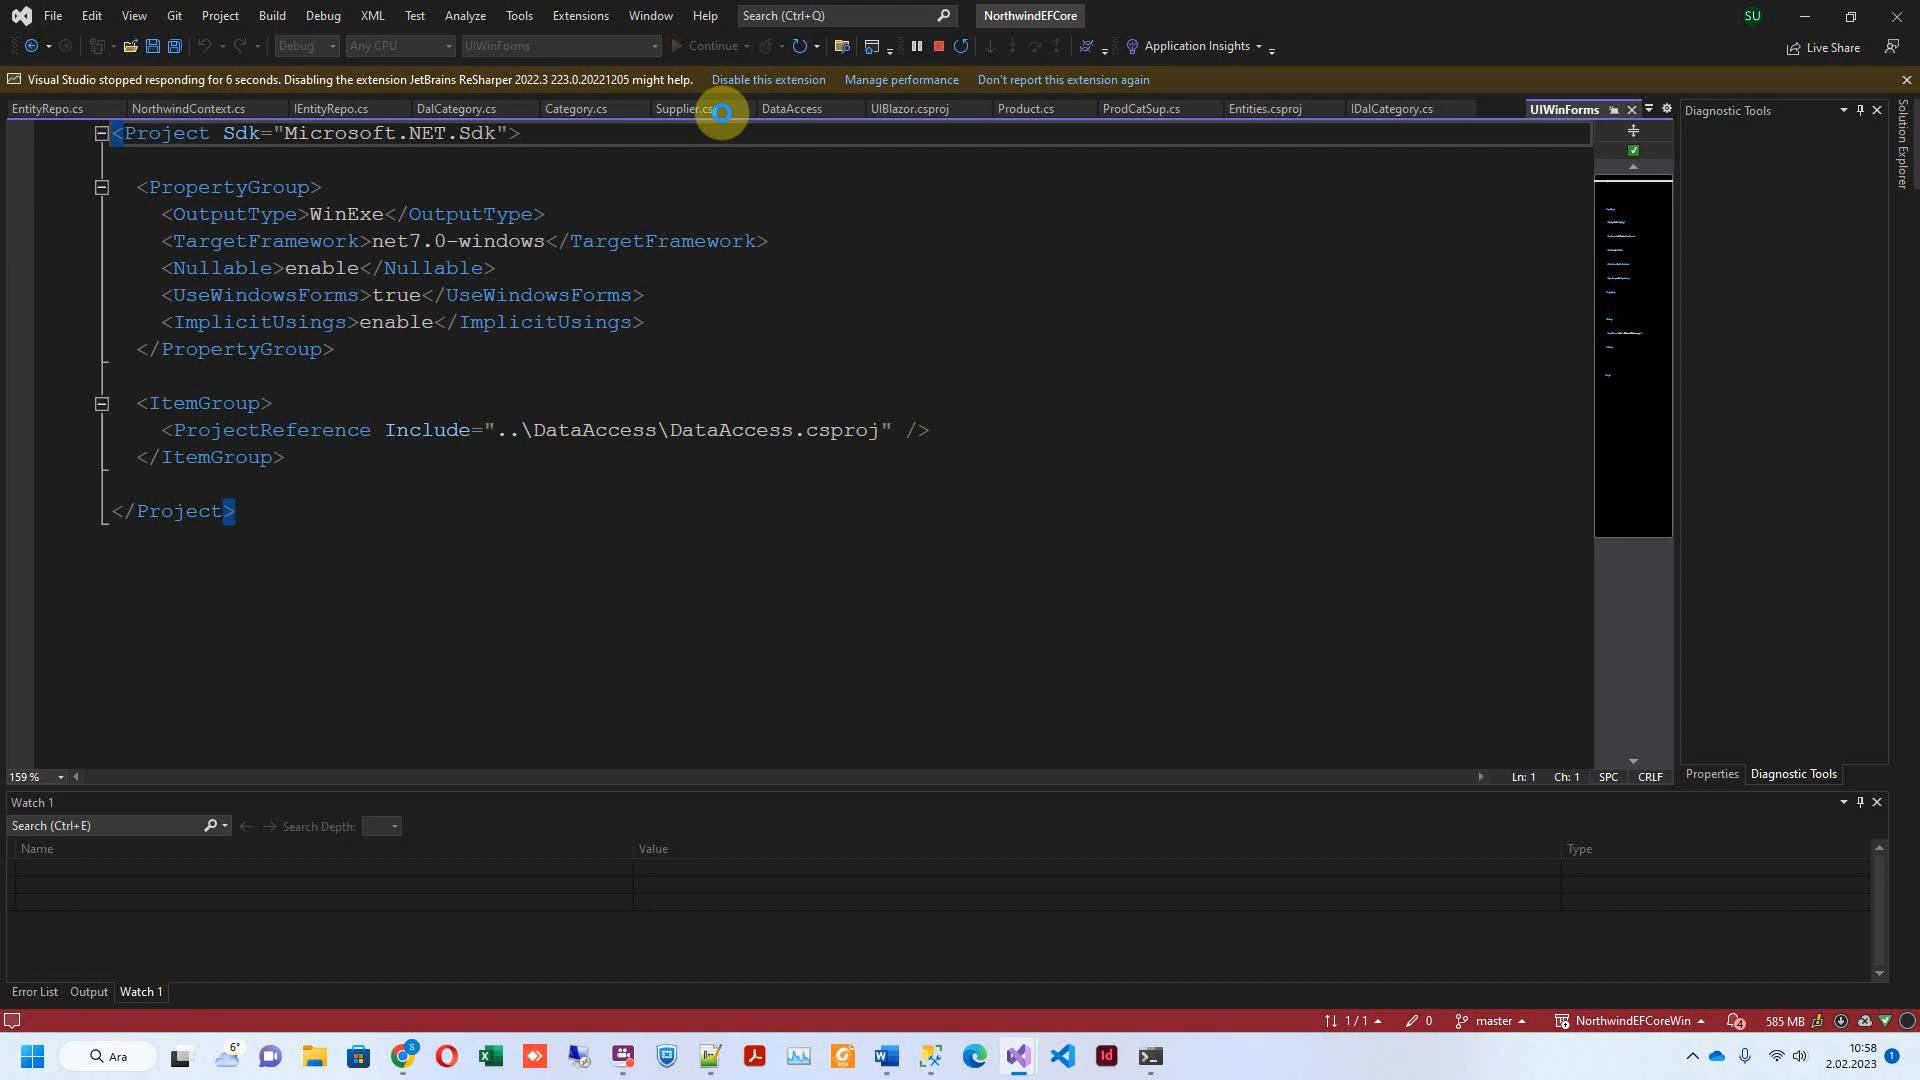 File Edit View Git Project Build Debug XML Test Analyze Tools Extensions Window Help Search (Ctrl+Q) NorthwindEFCore SU
Debug Any CPU UIWinForms Continue Application Insights Live Share
Visual Studio stopped responding for 6 seconds. Disabling the extension JetBrains ReSharper 2022.3 223.0.20221205 might help. Disable this extension Manage performance Don't report this extension again
EntityRepo.cs NorthwindContext.cs IEntityRepo.cs DalCategory.cs Category.cs Supplier.cs DataAccess UIBlazor.csproj Product.cs ProdCatSup.cs Entities.csproj IDalCategory.cs UIWinForms Diagnostic Tools
Solution Explorer
<Project Sdk="Microsoft.NET.Sdk">
<PropertyGroup>
<OutputType>WinExe</OutputType>
<TargetFramework>net7.0-windows</TargetFramework>
<Nullable>enable</Nullable>
<UseWindowsForms>true</UseWindowsForms>
<ImplicitUsings>enable</ImplicitUsings>
</PropertyGroup>
<ItemGroup>
<ProjectReference Include="..\DataAccess\DataAccess.csproj" />
</ItemGroup>
</Project>
159 % Ln: 1 Ch: 1 SPC CRLF Properties Diagnostic Tools
Watch 1
Search (Ctrl+E) Search Depth:
Name Value Type
Error List Output Watch 1
1 / 1 0 master NorthwindEFCoreWin 4 585 MB
Ara 6° S 10:58 1
2.02.2023